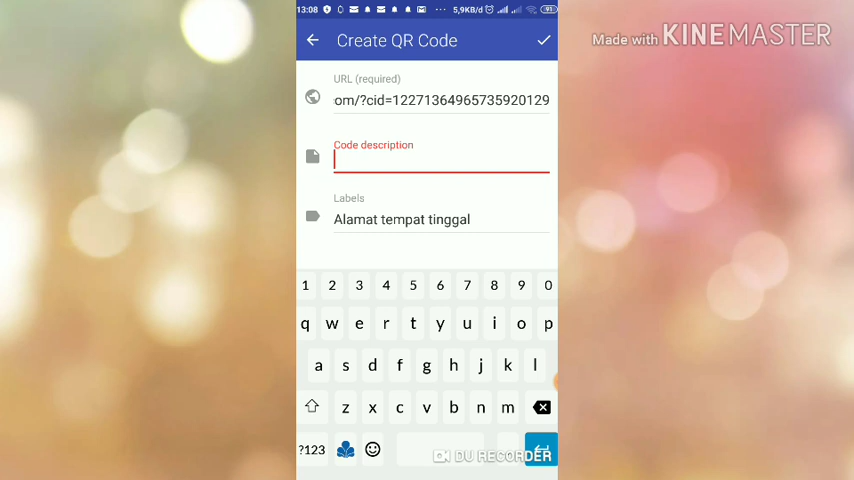 13:08 5,9KB/d 91
Create QR Code
Made with KINEMASTER
URL (required)
om/?cid=12271364965735920129
Code description
Labels
Alamat tempat tinggal
1 2 3 4 5 6 7 8 9 0
q w e r t y u i o p
a s d f g h j k l
z x c v b n m
?123
DU RECORDER